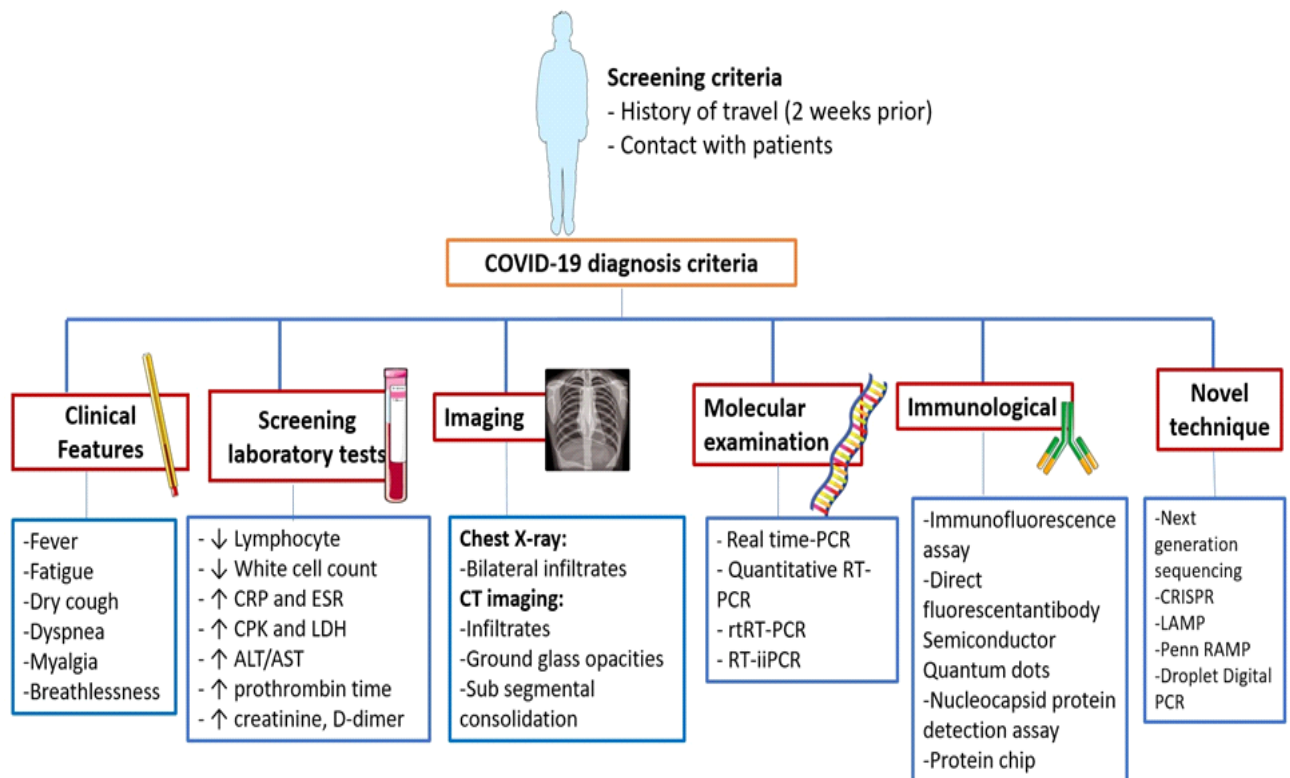 Screening criteria
- History of travel (2 weeks prior)
- Contact with patients
COVID-19 diagnosis criteria
Clinical
Features
-Fever
-Fatigue
-Dry cough
-Dyspnea
-Myalgia
-Breathlessness
Screening
laboratory tests
- ↓ Lymphocyte
- ↓ White cell count
- ↑ CRP and ESR
- ↑ CPK and LDH
- ↑ ALT/AST
- ↑ prothrombin time
- ↑ creatinine, D-dimer
Imaging
Chest X-ray:
-Bilateral infiltrates
CT imaging:
-Infiltrates
-Ground glass opacities
-Sub segmental
consolidation
Molecular
examination
- Real time-PCR
- Quantitative RT-
PCR
- rtRT-PCR
- RT-iiPCR
Immunological
-Immunofluorescence
assay
-Direct
fluorescentantibody
Semiconductor
Quantum dots
-Nucleocapsid protein
detection assay
-Protein chip
Novel
technique
-Next
generation
sequencing
-CRISPR
-LAMP
-Penn RAMP
-Droplet Digital
PCR